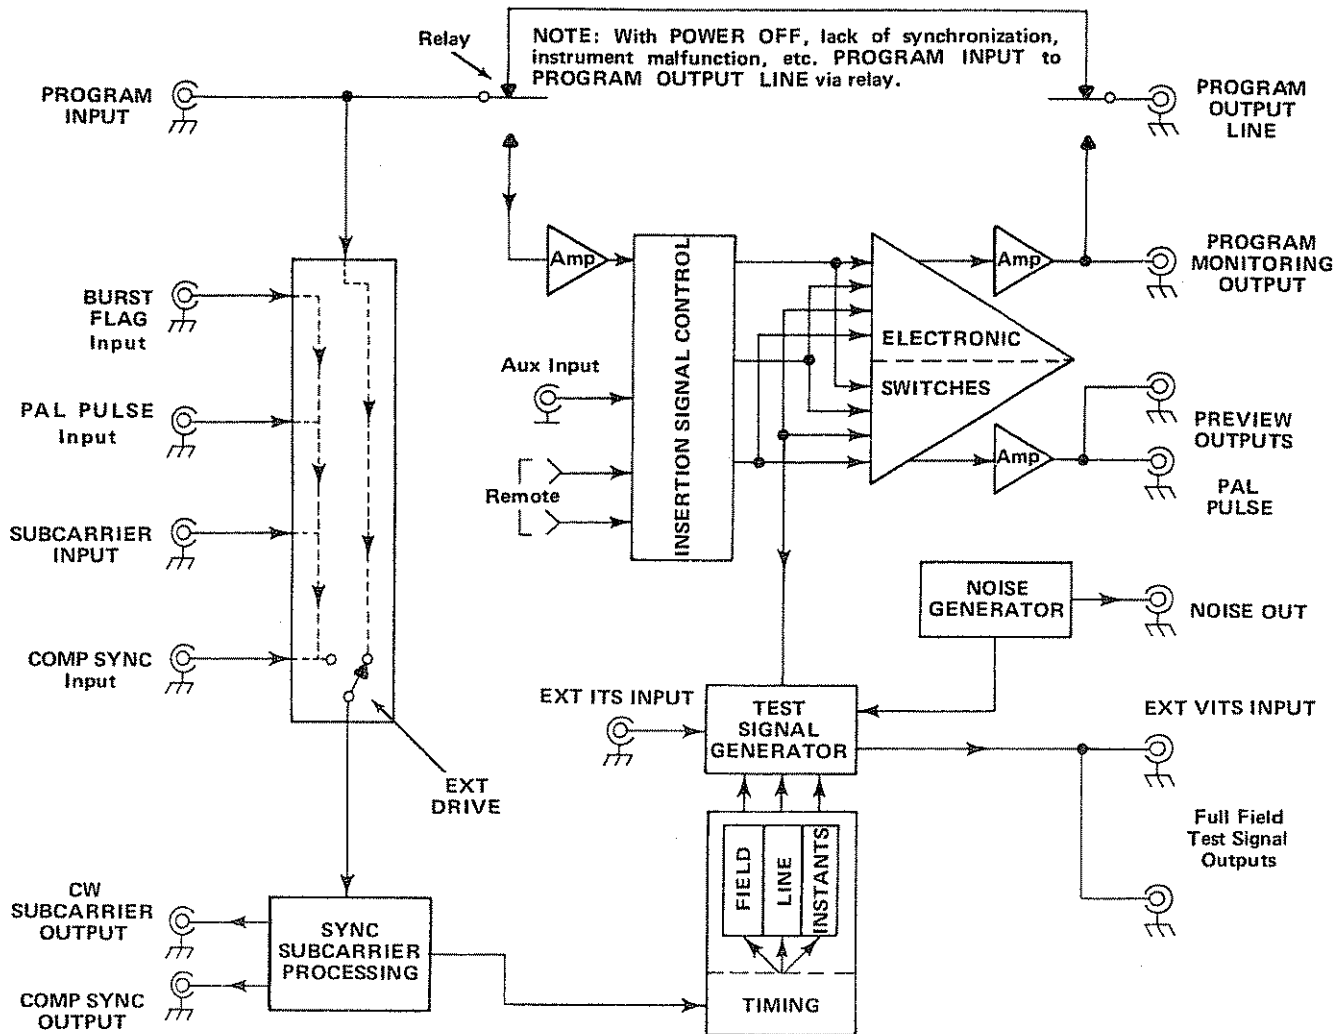 Relay
NOTE: With POWER OFF, lack of synchronization,
instrument malfunction, etc. PROGRAM INPUT to
PROGRAM OUTPUT LINE via relay.
PROGRAM
INPUT
PROGRAM
OUTPUT
LINE
BURST
FLAG
Input
PAL PULSE
Input
SUBCARRIER
INPUT
COMP SYNC
Input
EXT
DRIVE
Amp
Aux Input
Remote
INSERTION SIGNAL CONTROL
ELECTRONIC
SWITCHES
Amp
Amp
PROGRAM
MONITORING
OUTPUT
PREVIEW
OUTPUTS
PAL
PULSE
NOISE
GENERATOR
NOISE OUT
EXT ITS INPUT
TEST
SIGNAL
GENERATOR
EXT VITS INPUT
Full Field
Test Signal
Outputs
FIELD
LINE
INSTANTS
TIMING
CW
SUBCARRIER
OUTPUT
COMP SYNC
OUTPUT
SYNC
SUBCARRIER
PROCESSING